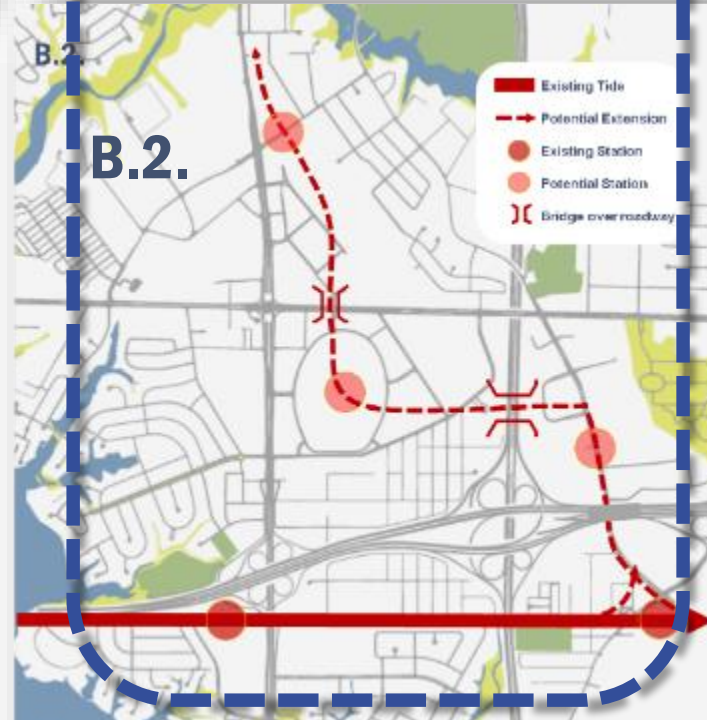 B.2.
B.2.
Existing Tide
Potential Extension
Existing Station
Potential Station
Bridge over roadway